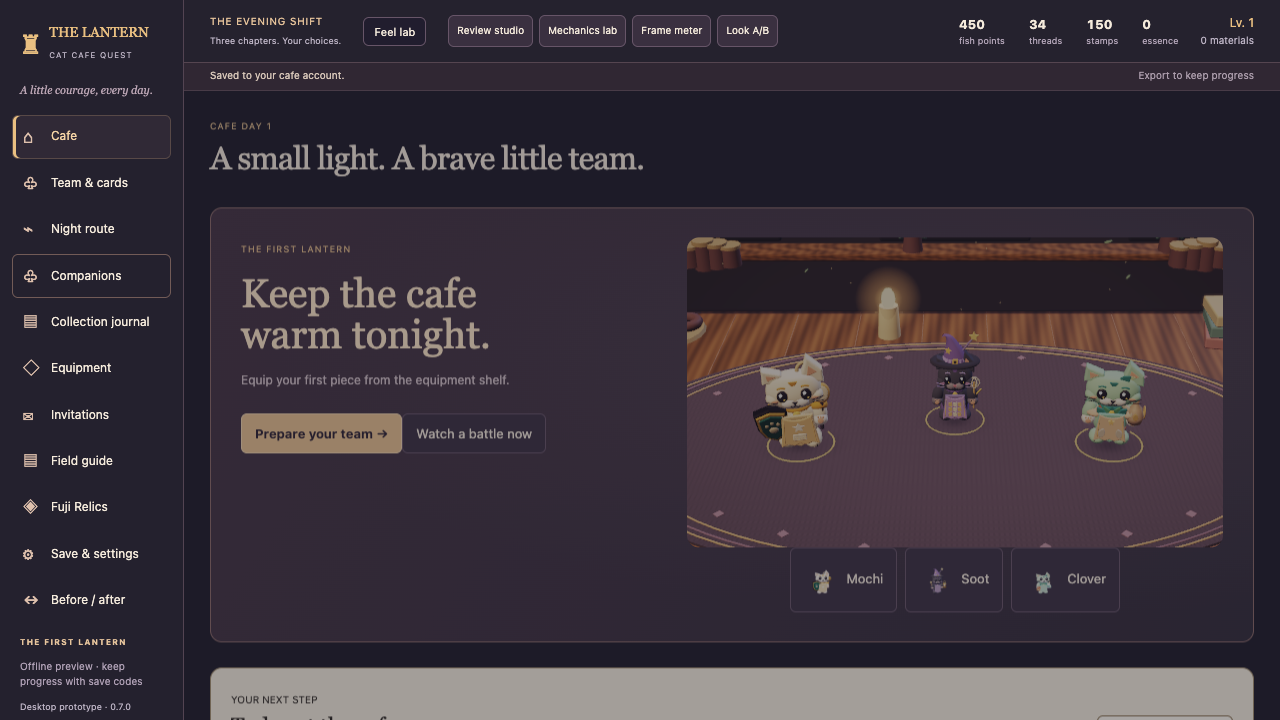 THE LANTERN
CAT CAFE QUEST
A little courage, every day.
Cafe
Team & cards
Night route
Companions
Collection journal
Equipment
Invitations
Field guide
Fuji Relics
Save & settings
Before / after
THE FIRST LANTERN
Offline preview · keep
progress with save codes
Desktop prototype · 0.7.0
THE EVENING SHIFT
Three chapters. Your choices.
Feel lab
Review studio
Mechanics lab
Frame meter
Look A/B
450
fish points
34
threads
150
stamps
0
essence
Lv. 1
0 materials
Saved to your cafe account.
Export to keep progress
CAFE DAY 1
A small light. A brave little team.
THE FIRST LANTERN
Keep the cafe
warm tonight.
Equip your first piece from the equipment shelf.
Prepare your team →
Watch a battle now
Mochi
Soot
Clover
YOUR NEXT STEP